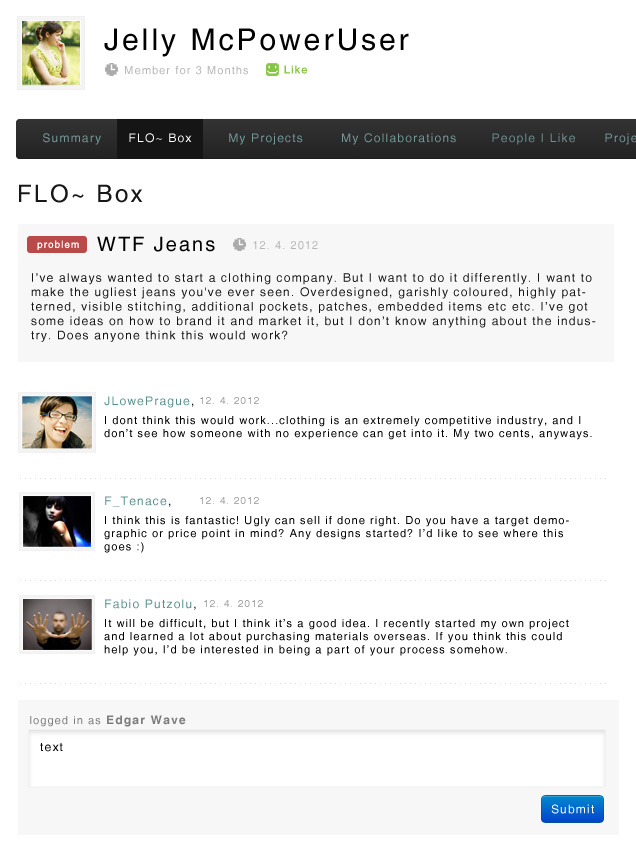 Jelly McPowerUser
Member for 3 Months Like
Summary FLO~ Box My Projects My Collaborations People I Like Proje
FLO~ Box
problem WTF Jeans 12. 4. 2012
I've always wanted to start a clothing company. But I want to do it differently. I want to
make the ugliest jeans you've ever seen. Overdesigned, garishly coloured, highly pat-
terned, visible stitching, additional pockets, patches, embedded items etc etc. I've got
some ideas on how to brand it and market it, but I don't know anything about the indus-
try. Does anyone think this would work?
JLowePrague, 12. 4. 2012
I dont think this would work...clothing is an extremely competitive industry, and I
don't see how someone with no experience can get into it. My two cents, anyways.
F_Tenace, 12. 4. 2012
I think this is fantastic! Ugly can sell if done right. Do you have a target demo-
graphic or price point in mind? Any designs started? I'd like to see where this
goes :)
Fabio Putzolu, 12. 4. 2012
It will be difficult, but I think it's a good idea. I recently started my own project
and learned a lot about purchasing materials overseas. If you think this could
help you, I'd be interested in being a part of your process somehow.
logged in as Edgar Wave
text
Submit